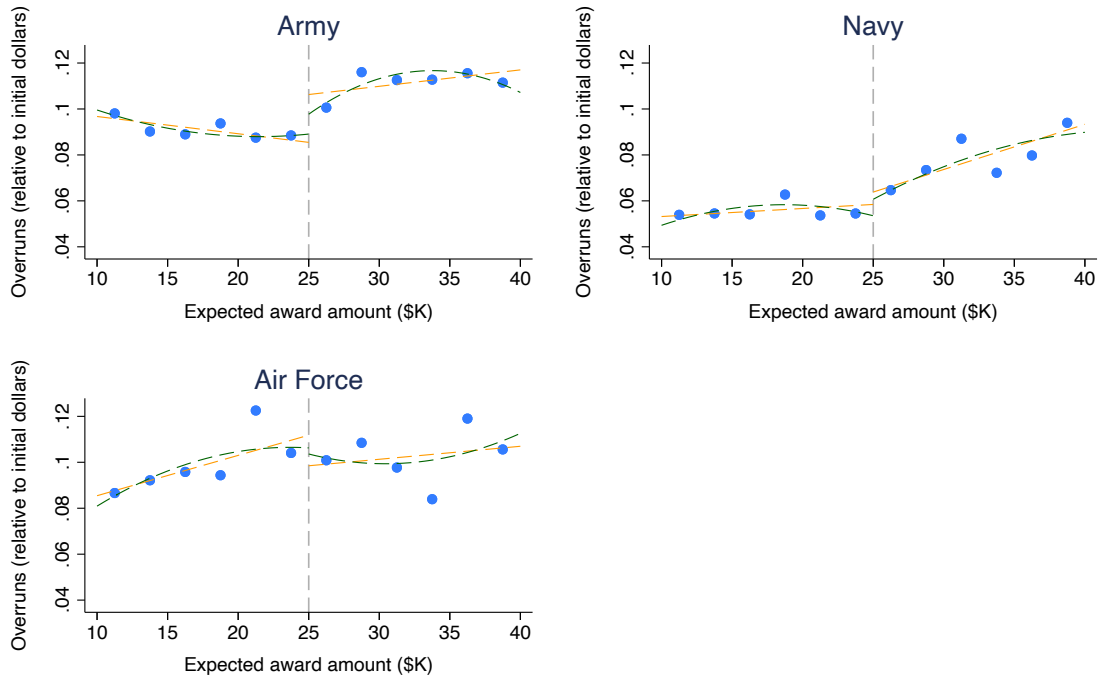 Army
Overruns (relative to initial dollars)
.12
.1
.08
.06
.04
10 15 20 25 30 35 40
Expected award amount ($K)
Navy
Overruns (relative to initial dollars)
.12
.1
.08
.06
.04
10 15 20 25 30 35 40
Expected award amount ($K)
Air Force
Overruns (relative to initial dollars)
.12
.1
.08
.06
.04
10 15 20 25 30 35 40
Expected award amount ($K)